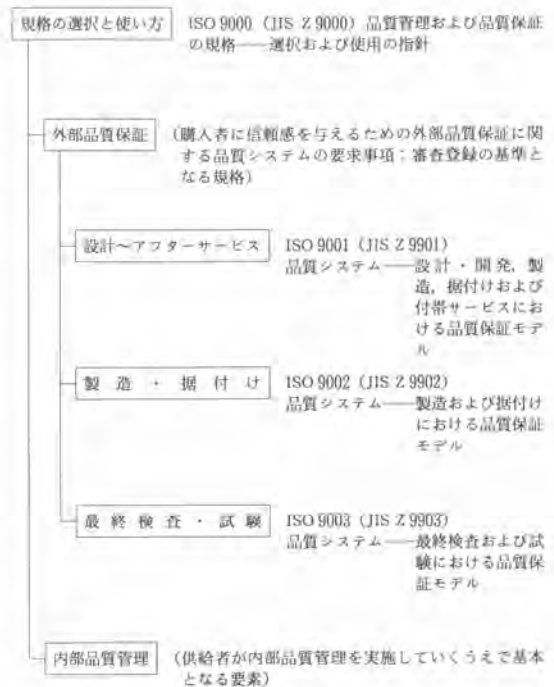 規格の選択と使い方 ISO 9000 (JIS Z 9000) 品質管理および品質保証
の規格——選択および使用の指針
外部品質保証 (購入者に信頼感を与えるための外部品質保証に関
する品質システムの要求事項;審査登録の基準と
なる規格)
設計〜アフターサービス ISO 9001 (JIS Z 9901)
品質システム——設計・開発,製
造,据付けおよび
付帯サービスにお
ける品質保証モデ
ル
製造・据付け ISO 9002 (JIS Z 9902)
品質システム——製造および据付け
における品質保証
モデル
最終検査・試験 ISO 9003 (JIS Z 9903)
品質システム——最終検査および試
験における品質保
証モデル
内部品質管理 (供給者が内部品質管理を実施していくうえで基本
となる要素)